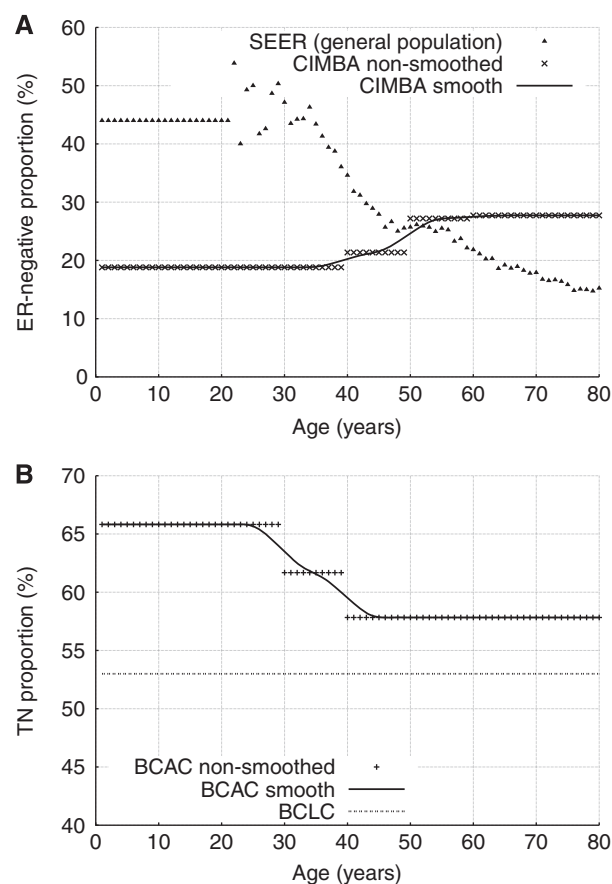 A
60
50
40
30
20
10
0
ER-negative proportion (%)
SEER (general population)
CIMBA non-smoothed
CIMBA smooth
0 10 20 30 40 50 60 70 80
Age (years)
B
70
65
60
55
50
45
40
TN proportion (%)
BCAC non-smoothed
BCAC smooth
BCLC
0 10 20 30 40 50 60 70 80
Age (years)